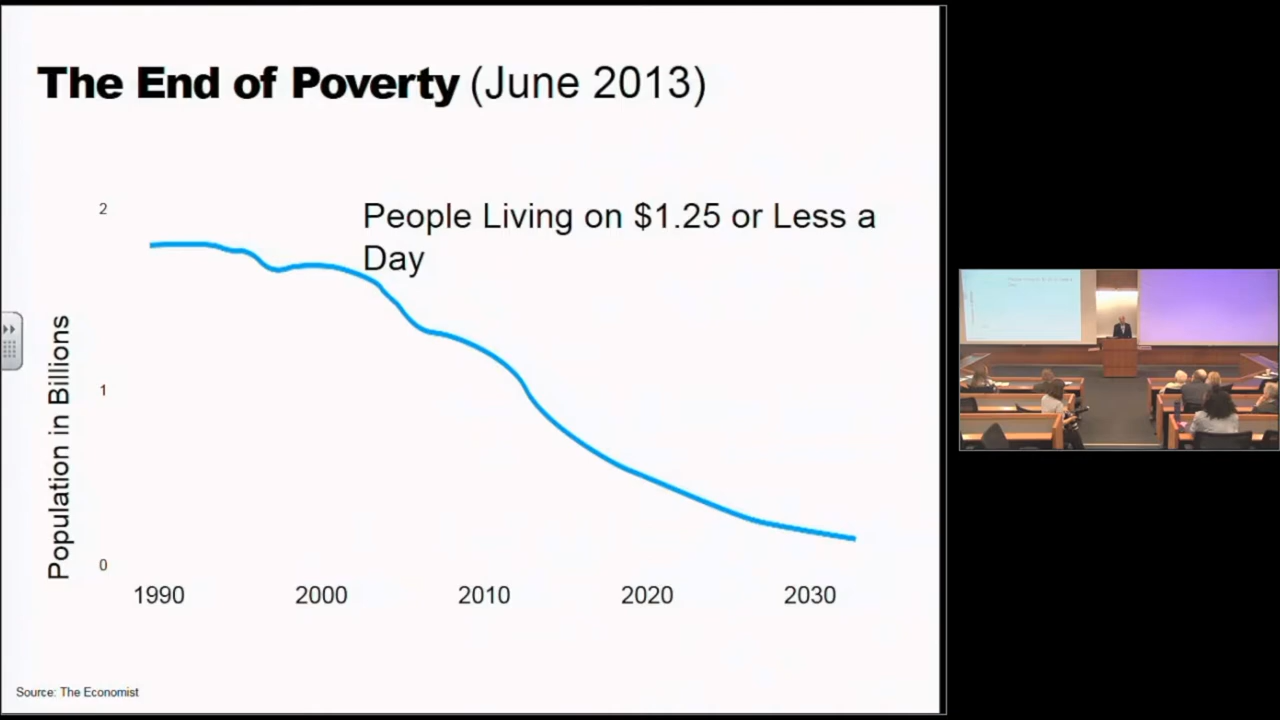 The End of Poverty (June 2013)
2
People Living on $1.25 or Less a
Day
Population in Billions
1
0
1990 2000 2010 2020 2030
Source: The Economist